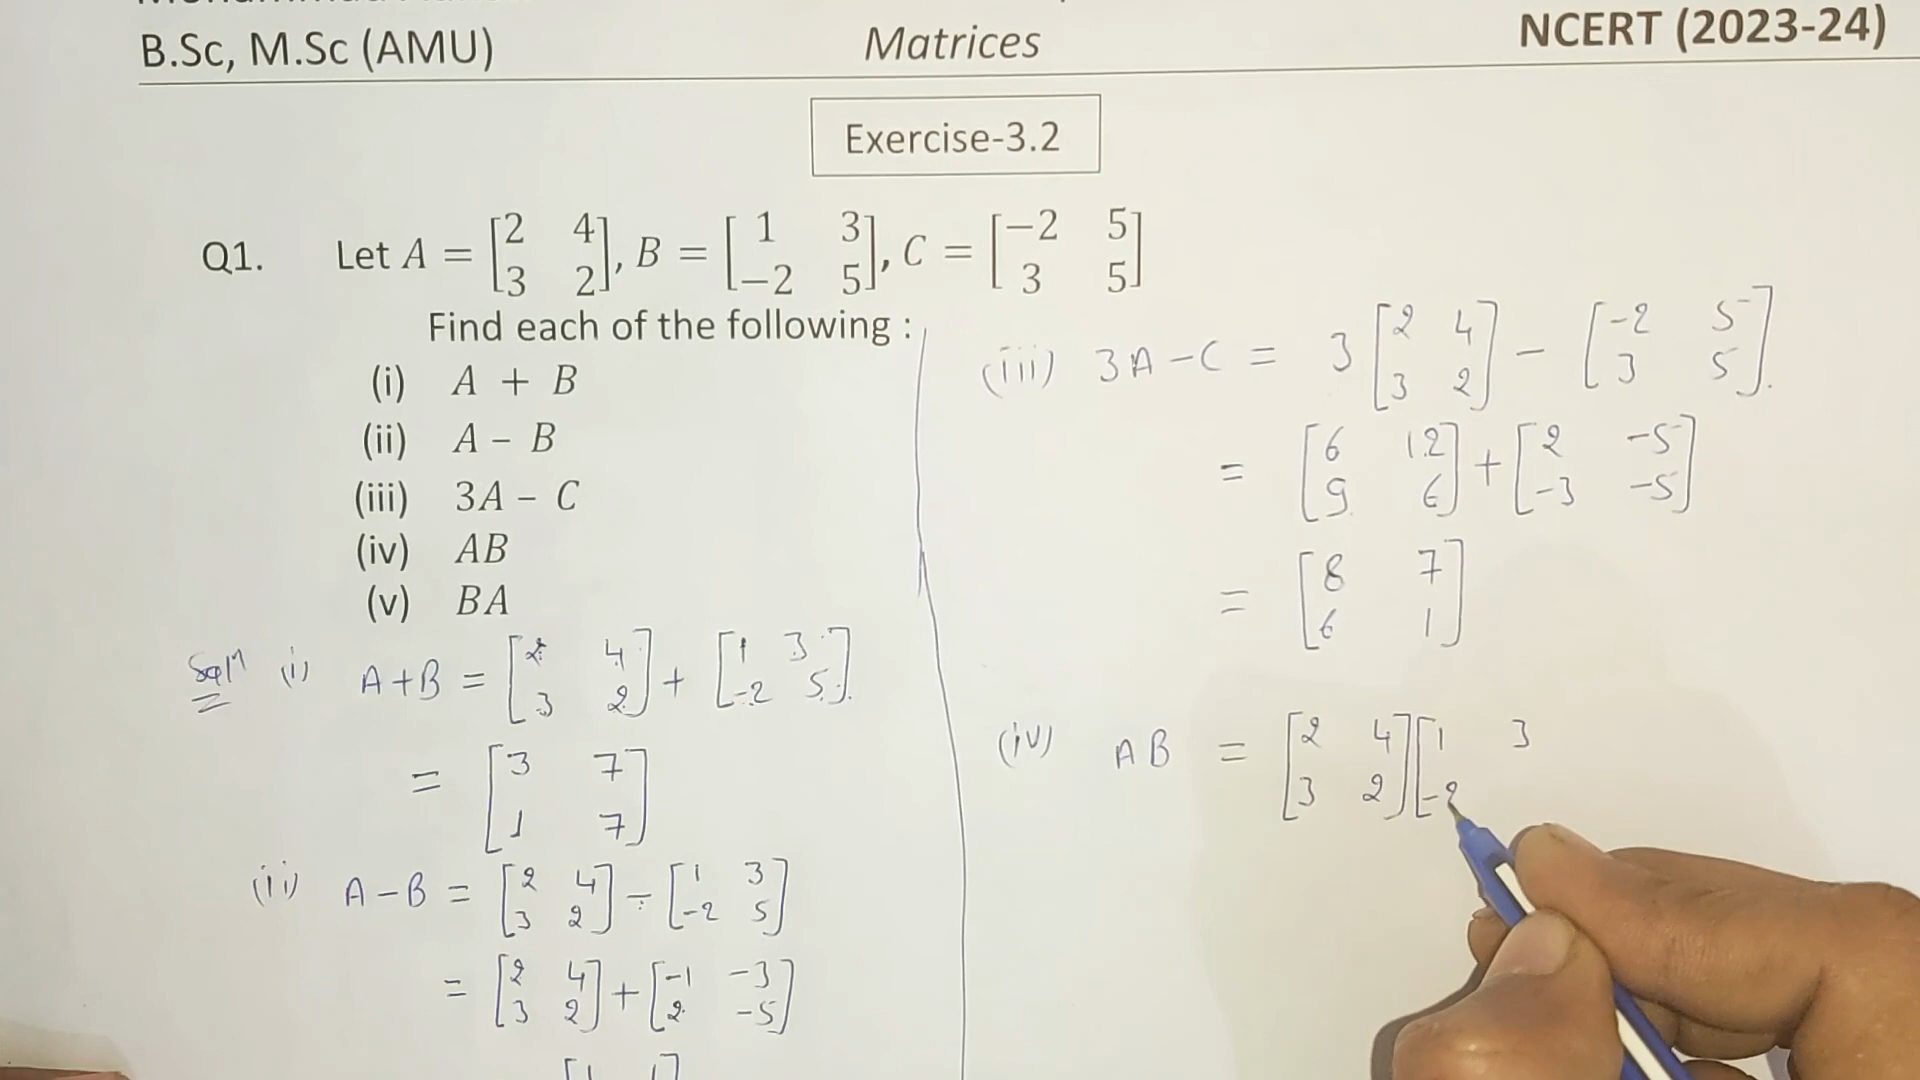 B.Sc, M.Sc (AMU) Matrices NCERT (2023-24)
Exercise-3.2
Q1. Let A = [2 4; 3 2], B = [1 3; −2 5], C = [−2 5; 3 5]
Find each of the following :
(i) A + B
(ii) A – B
(iii) 3A – C
(iv) AB
(v) BA
Solⁿ (i) A+B = [2 4; 3 2] + [1 3; -2 5]
= [3 7; 1 7]
(ii) A-B = [2 4; 3 2] - [1 3; -2 5]
= [2 4; 3 2] + [-1 -3; 2 -5]
(iii) 3A-C = 3[2 4; 3 2] - [-2 5; 3 5]
= [6 12; 9 6] + [2 -5; -3 -5]
= [8 7; 6 1]
(iv) AB = [2 4; 3 2][1 3; -2